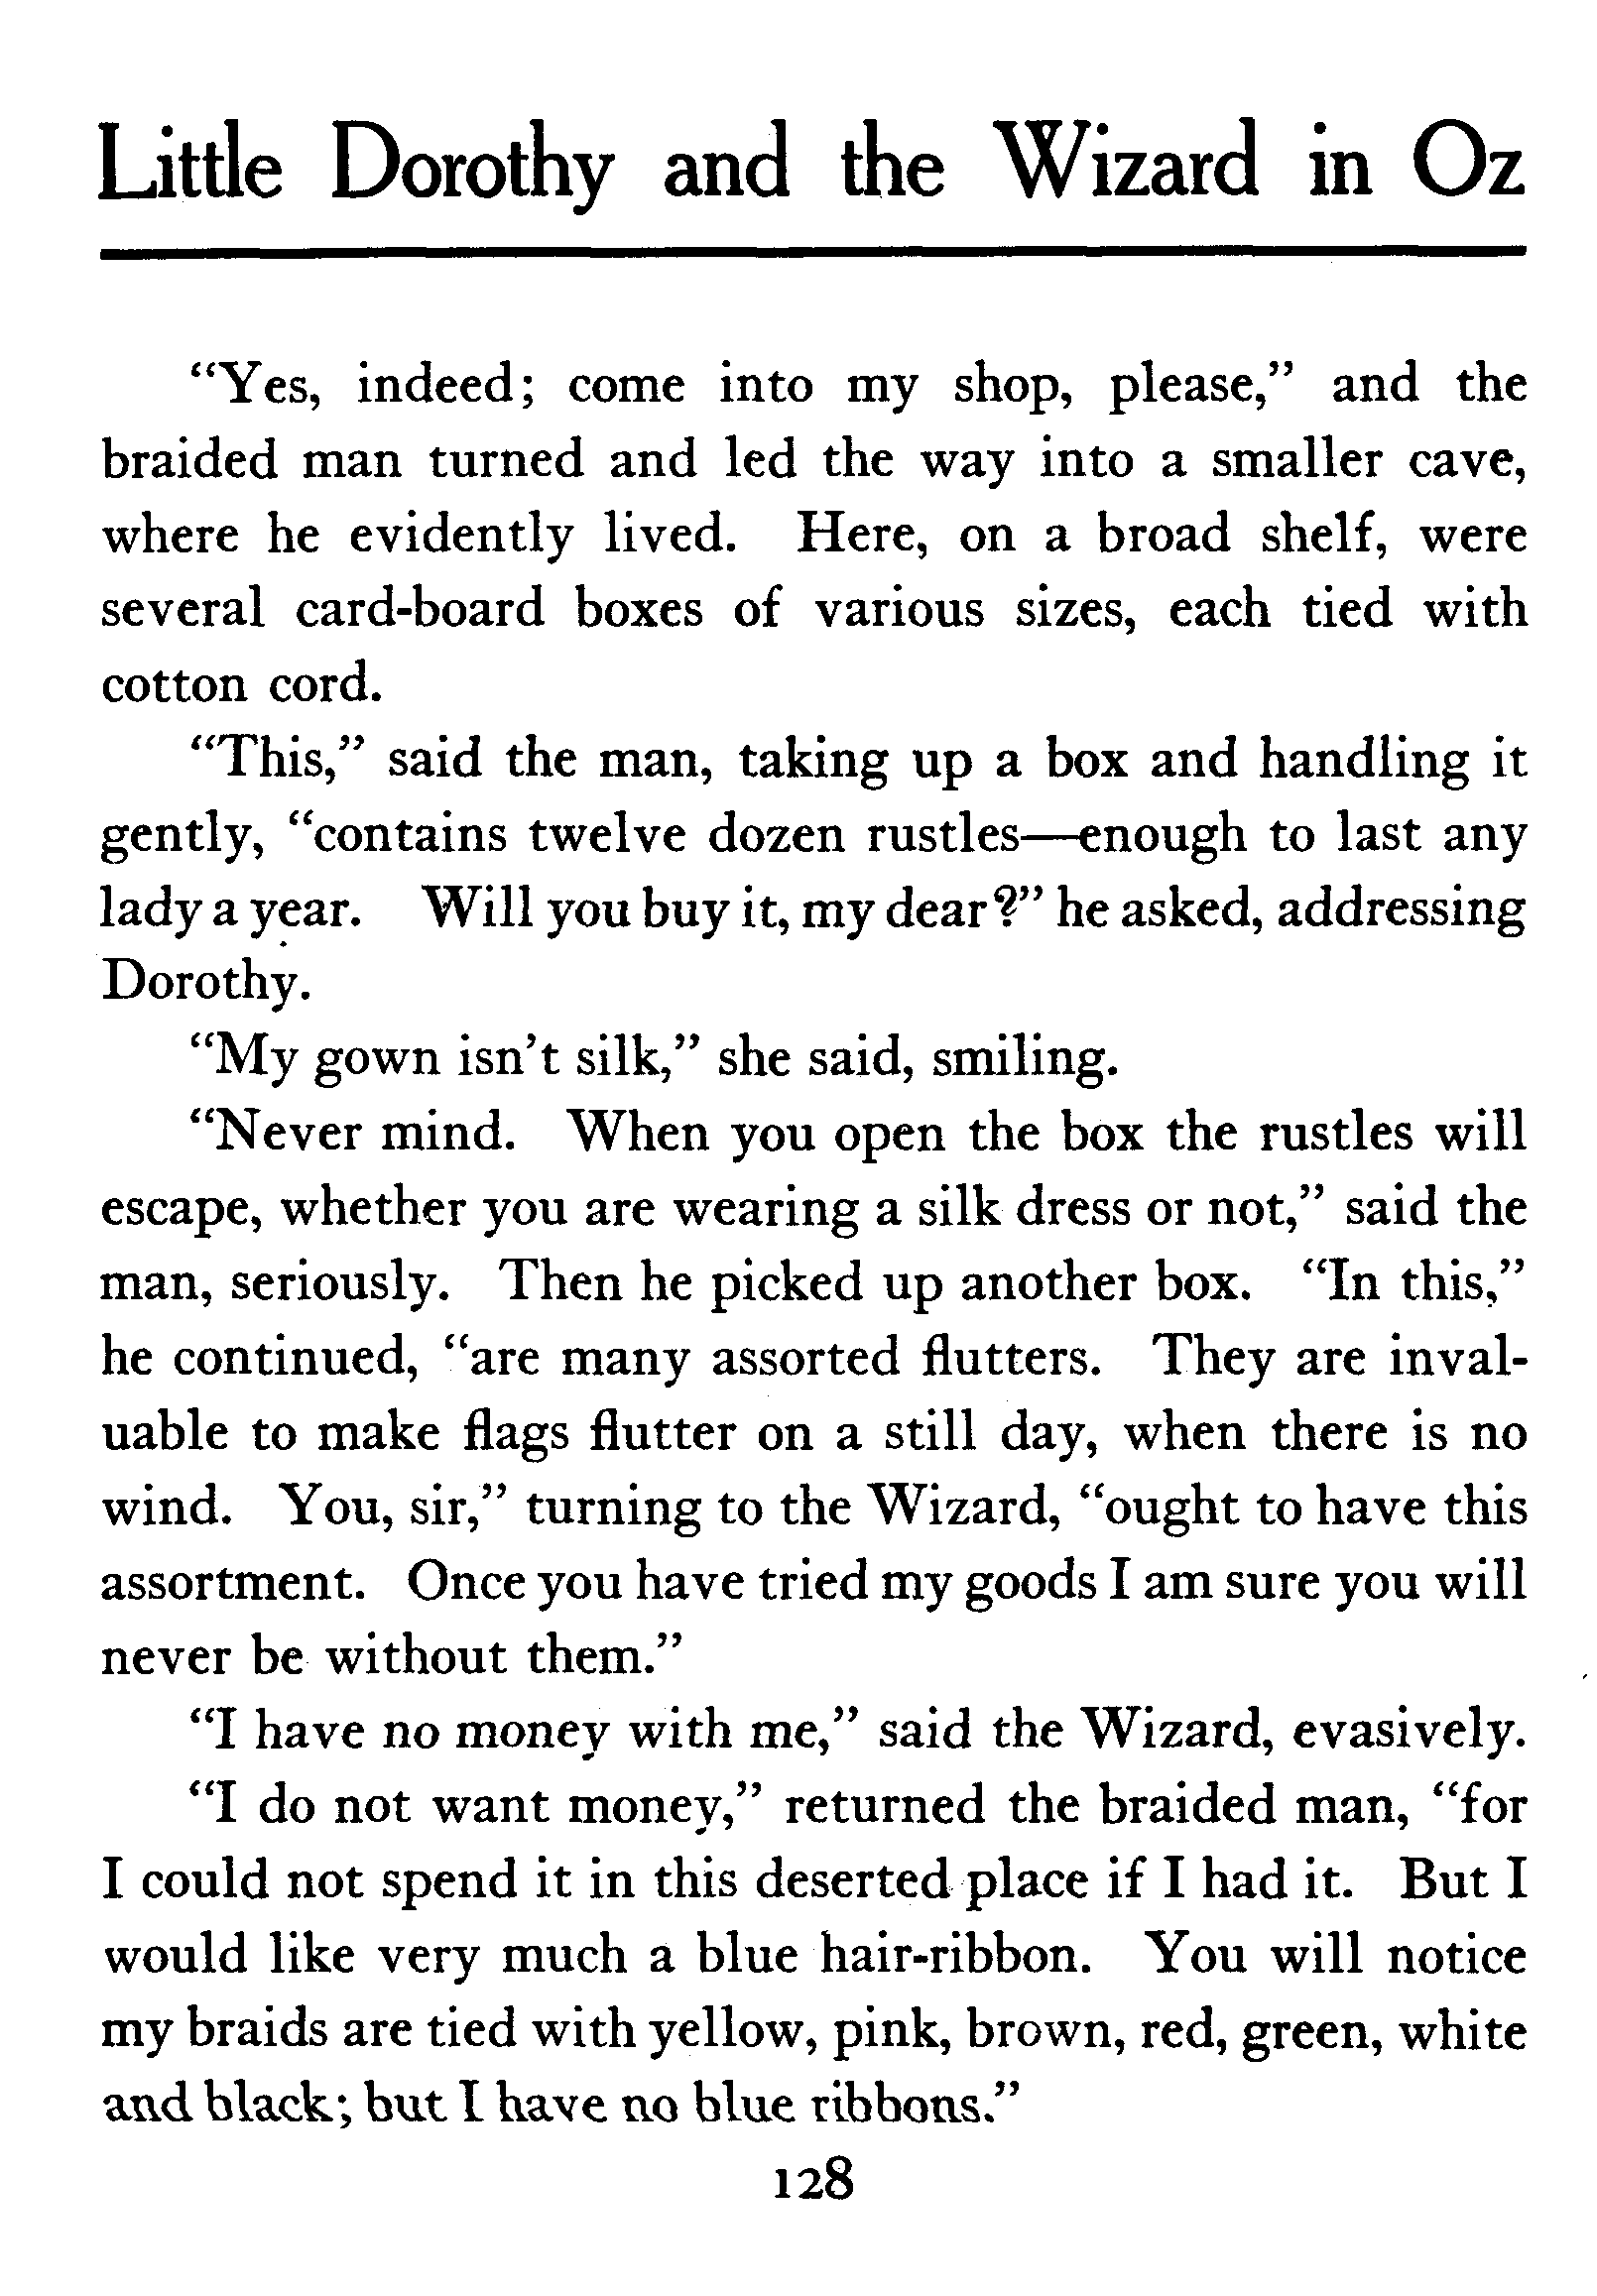 Little Dorothy and the Wizard in Oz
“Yes, indeed; come into my shop, please,” and the
braided man turned and led the way into a smaller cave,
where he evidently lived. Here, on a broad shelf, were
several card-board boxes of various sizes, each tied with
cotton cord.
“This,” said the man, taking up a box and handling it
gently, “contains twelve dozen rustles—enough to last any
lady a year. Will you buy it, my dear?” he asked, addressing
Dorothy.
“My gown isn’t silk,” she said, smiling.
“Never mind. When you open the box the rustles will
escape, whether you are wearing a silk dress or not,” said the
man, seriously. Then he picked up another box. “In this,”
he continued, “are many assorted flutters. They are inval-
uable to make flags flutter on a still day, when there is no
wind. You, sir,” turning to the Wizard, “ought to have this
assortment. Once you have tried my goods I am sure you will
never be without them.”
“I have no money with me,” said the Wizard, evasively.
“I do not want money,” returned the braided man, “for
I could not spend it in this deserted place if I had it. But I
would like very much a blue hair-ribbon. You will notice
my braids are tied with yellow, pink, brown, red, green, white
and black; but I have no blue ribbons.”
128